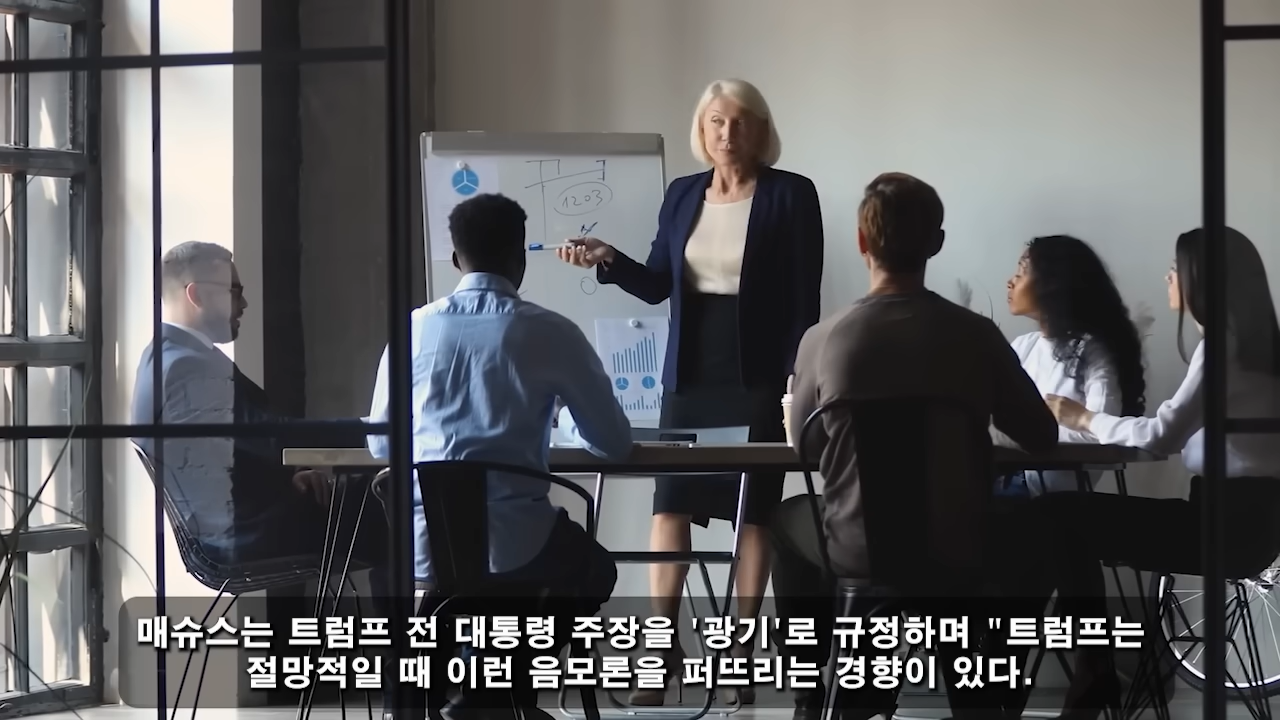 1203
매슈스는 트럼프 전 대통령 주장을 '광기'로 규정하며 "트럼프는
절망적일 때 이런 음모론을 퍼뜨리는 경향이 있다.